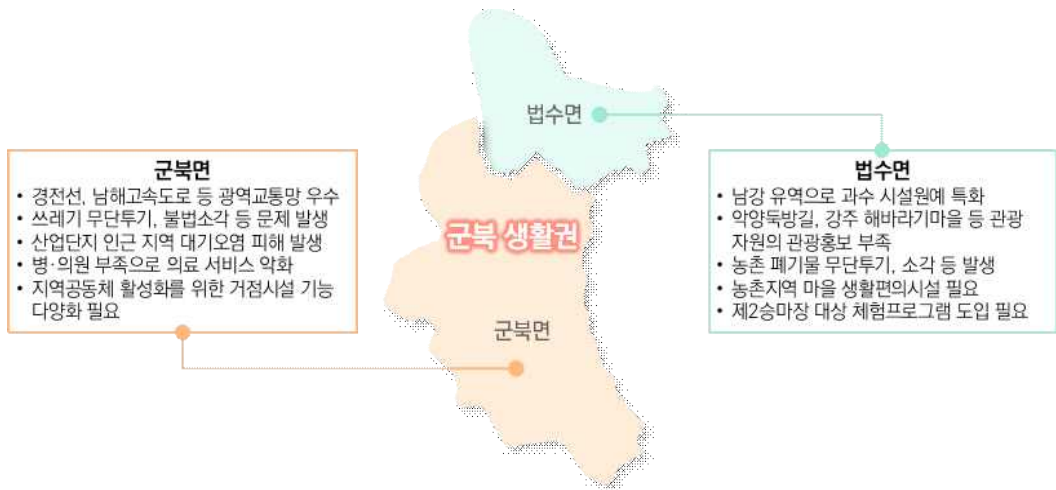 법수면
군북 생활권
군북면
군북면
• 경전선, 남해고속도로 등 광역교통망 우수
• 쓰레기 무단투기, 불법소각 등 문제 발생
• 산업단지 인근 지역 대기오염 피해 발생
• 병·의원 부족으로 의료 서비스 악화
• 지역공동체 활성화를 위한 거점시설 기능
다양화 필요
법수면
• 남강 유역으로 과수 시설원예 특화
• 악양둑방길, 강주 해바라기마을 등 관광
자원의 관광홍보 부족
• 농촌 폐기물 무단투기, 소각 등 발생
• 농촌지역 마을 생활편의시설 필요
• 제2승마장 대상 체험프로그램 도입 필요